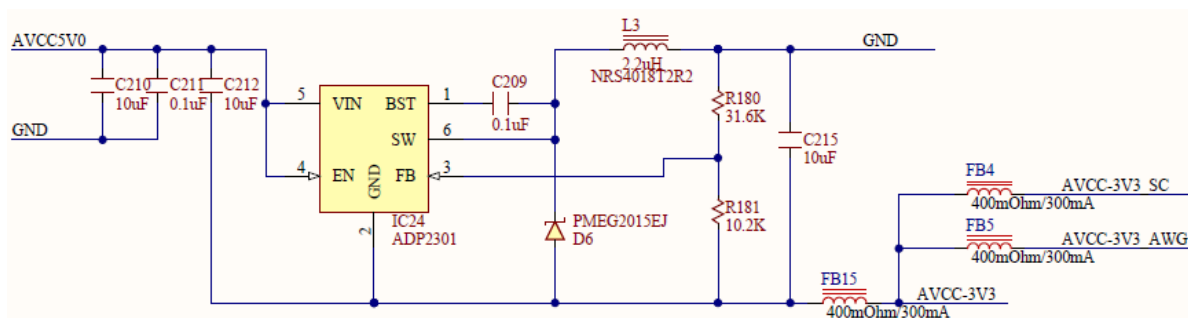 AVCC5V0
C210
10uF
C211
0.1uF
C212
10uF
GND
5
VIN
BST
1
C209
0.1uF
SW
6
4
EN
GND
FB
3
2
IC24
ADP2301
L3
2.2uH
NRS4018T2R2
GND
R180
31.6K
C215
10uF
R181
10.2K
PMEG2015EJ
D6
FB4
AVCC-3V3_SC
400mOhm/300mA
FB5
AVCC-3V3_AWG
400mOhm/300mA
FB15
AVCC-3V3
400mOhm/300mA